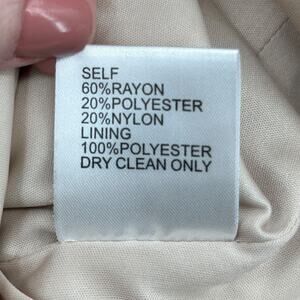 SELF
60%RAYON
20%POLYESTER
20%NYLON
LINING
100%POLYESTER
DRY CLEAN ONLY